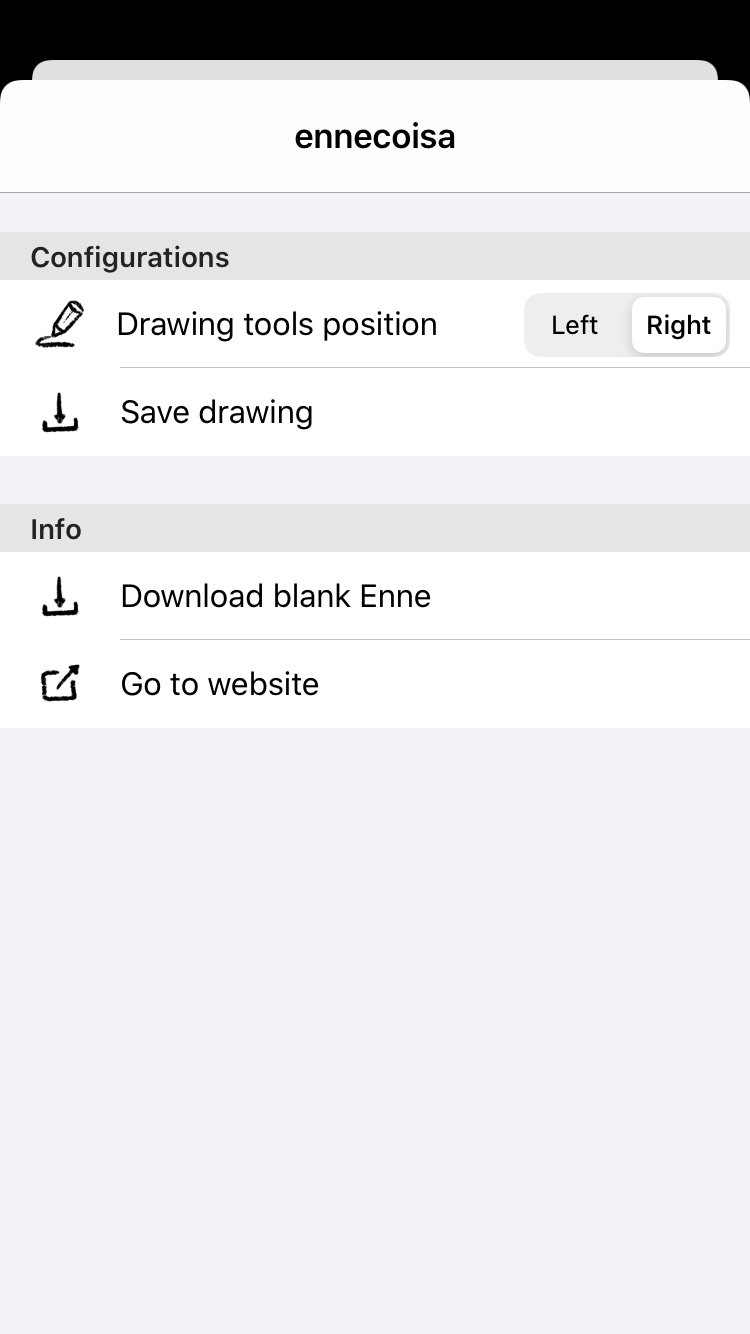 ennecoisa
Configurations
Drawing tools position Left Right
Save drawing
Info
Download blank Enne
Go to website